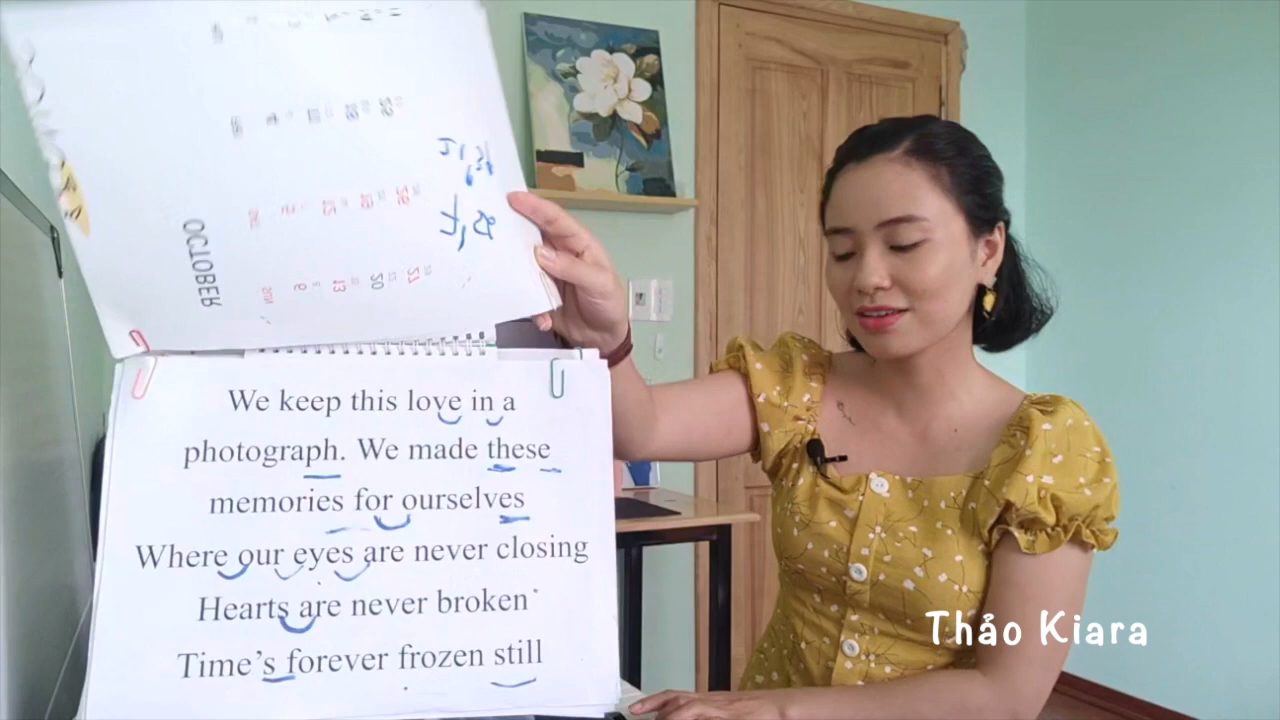 OCTOBER
We keep this love in a
photograph. We made these
memories for ourselves
Where our eyes are never closing
Hearts are never broken
Time's forever frozen still
Thảo Kiara